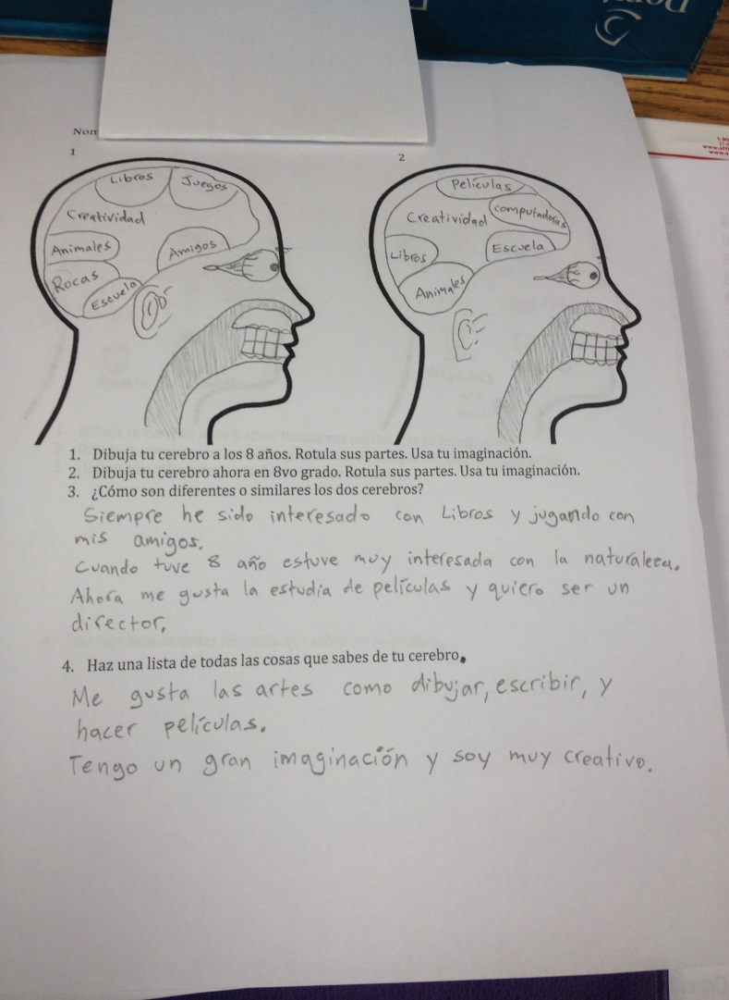 Nom
1
2
Libros
Juegos
Creatividad
Animales
Amigos
Rocas
Escuela
Películas
Creatividad
computadoras
Libros
Escuela
Animales
1. Dibuja tu cerebro a los 8 años. Rotula sus partes. Usa tu imaginación.
2. Dibuja tu cerebro ahora en 8vo grado. Rotula sus partes. Usa tu imaginación.
3. ¿Cómo son diferentes o similares los dos cerebros?
Siempre he sido interesado con Libros y jugando con
mis amigos.
Cuando tuve 8 año estuve muy interesada con la naturaleza.
Ahora me gusta la estudia de películas y quiero ser un
director.
4. Haz una lista de todas las cosas que sabes de tu cerebro.
Me gusta las artes como dibujar, escribir, y
hacer películas.
Tengo un gran imaginación y soy muy creativo.